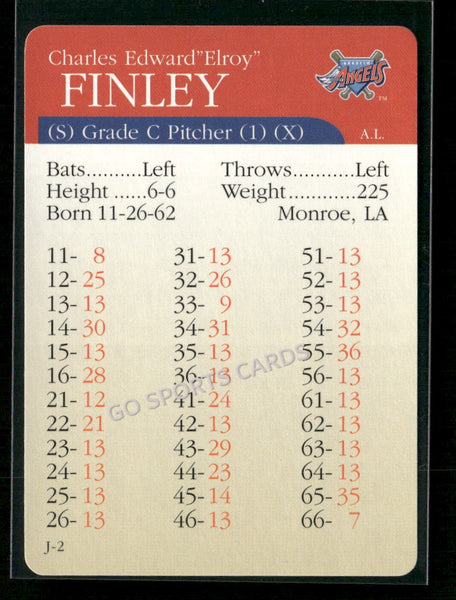 Charles Edward"Elroy"
FINLEY
ANAHEIM
ANGELS
TM
(S) Grade C Pitcher (1) (X)
A.L.
Bats..........Left Throws...........Left
Height ......6-6 Weight............225
Born 11-26-62 Monroe, LA
11- 8 31-13 51-13
12-25 32-26 52-13
13-13 33- 9 53-13
14-30 34-31 54-32
15-13 35-13 55-36
16-28 36-13 56-13
21-12 41-24 61-13
22-21 42-13 62-13
23-13 43-29 63-13
24-13 44-23 64-13
25-13 45-14 65-35
26-13 46-13 66- 7
GO SPORTS CARDS
J-2